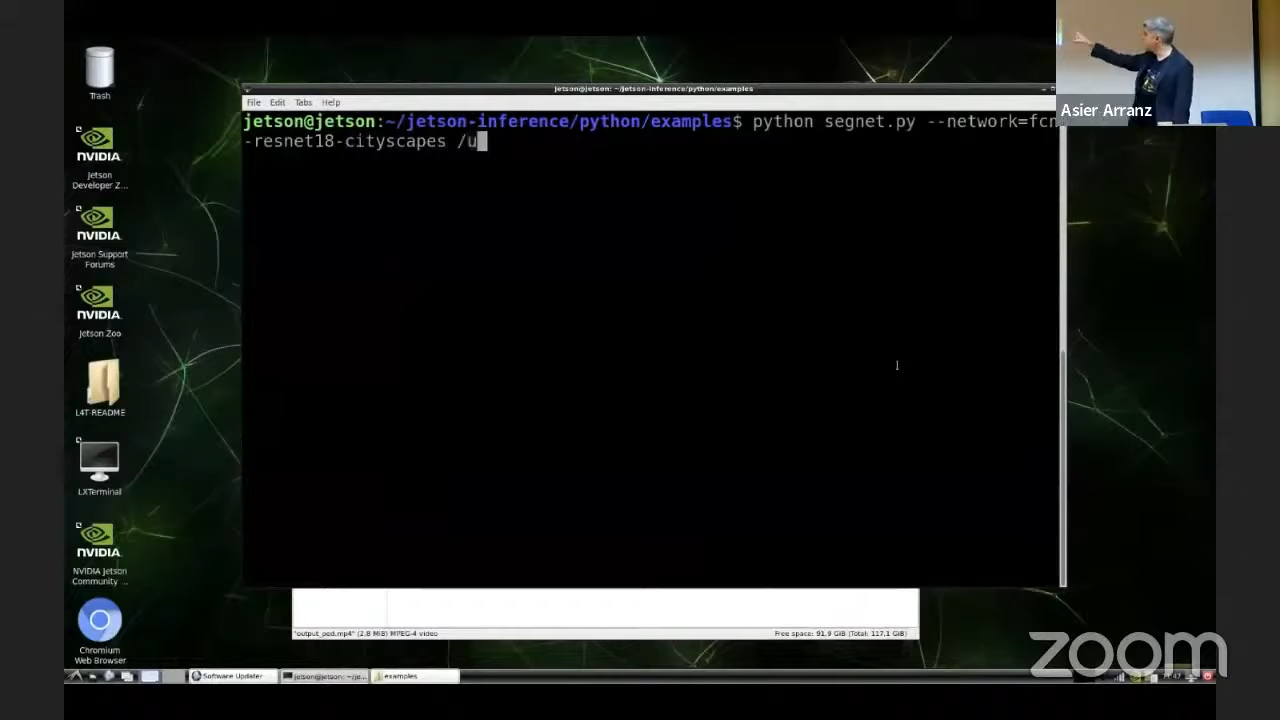 Trash
NVIDIA
Jetson
Developer Z...
NVIDIA
Jetson Support
Forums
NVIDIA
Jetson Zoo
L4T-README
LXTerminal
NVIDIA
NVIDIA Jetson
Community ...
Chromium
Web Browser
jetson@jetson: ~/jetson-inference/python/examples
File Edit Tabs Help
jetson@jetson:~/jetson-inference/python/examples$ python segnet.py --network=fcn
-resnet18-cityscapes /u
Asier Arranz
"output_ped.mp4" (2,8 MiB) MPEG-4 video
Free space: 91,9 GiB (Total: 117,1 GiB)
Software Updater
jetson@jetson: ~/je...
examples
zoom